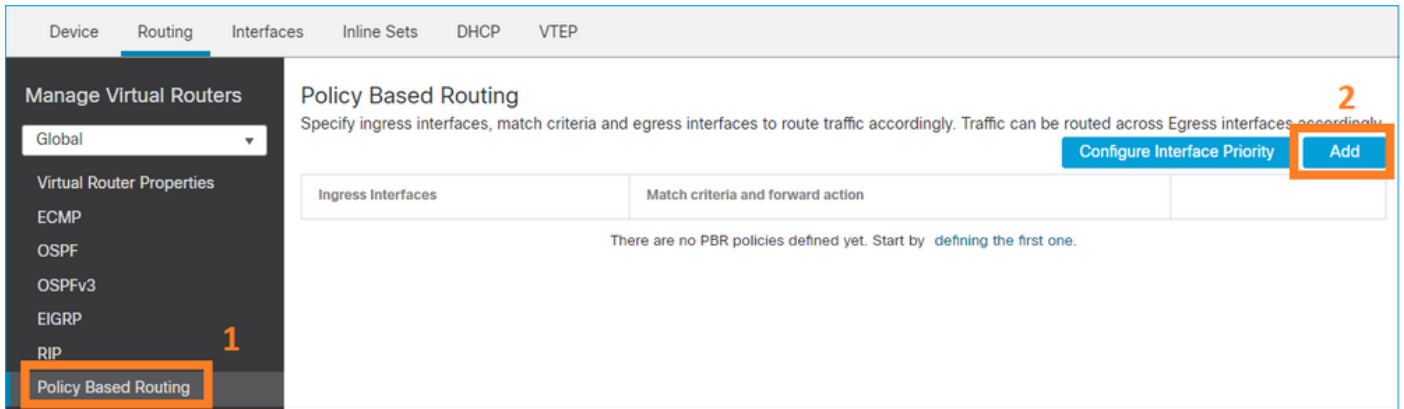 Device Routing Interfaces Inline Sets DHCP VTEP
Manage Virtual Routers
Global
Virtual Router Properties
ECMP
OSPF
OSPFv3
EIGRP
RIP
1
Policy Based Routing
Policy Based Routing
2
Specify ingress interfaces, match criteria and egress interfaces to route traffic accordingly. Traffic can be routed across Egress interfaces accordingly
Configure Interface Priority Add
Ingress Interfaces Match criteria and forward action
There are no PBR policies defined yet. Start by defining the first one.